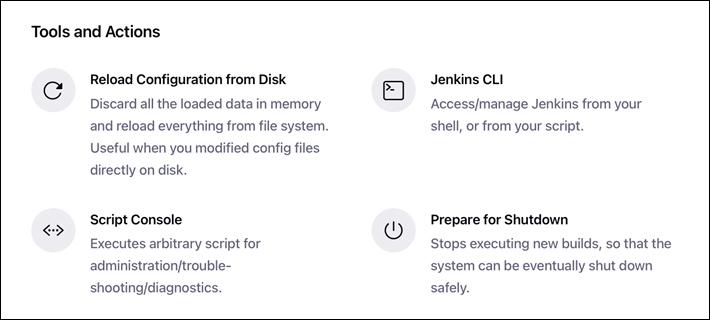 Tools and Actions
Reload Configuration from Disk
Discard all the loaded data in memory
and reload everything from file system.
Useful when you modified config files
directly on disk.
Jenkins CLI
Access/manage Jenkins from your
shell, or from your script.
Script Console
Executes arbitrary script for
administration/trouble-
shooting/diagnostics.
Prepare for Shutdown
Stops executing new builds, so that the
system can be eventually shut down
safely.